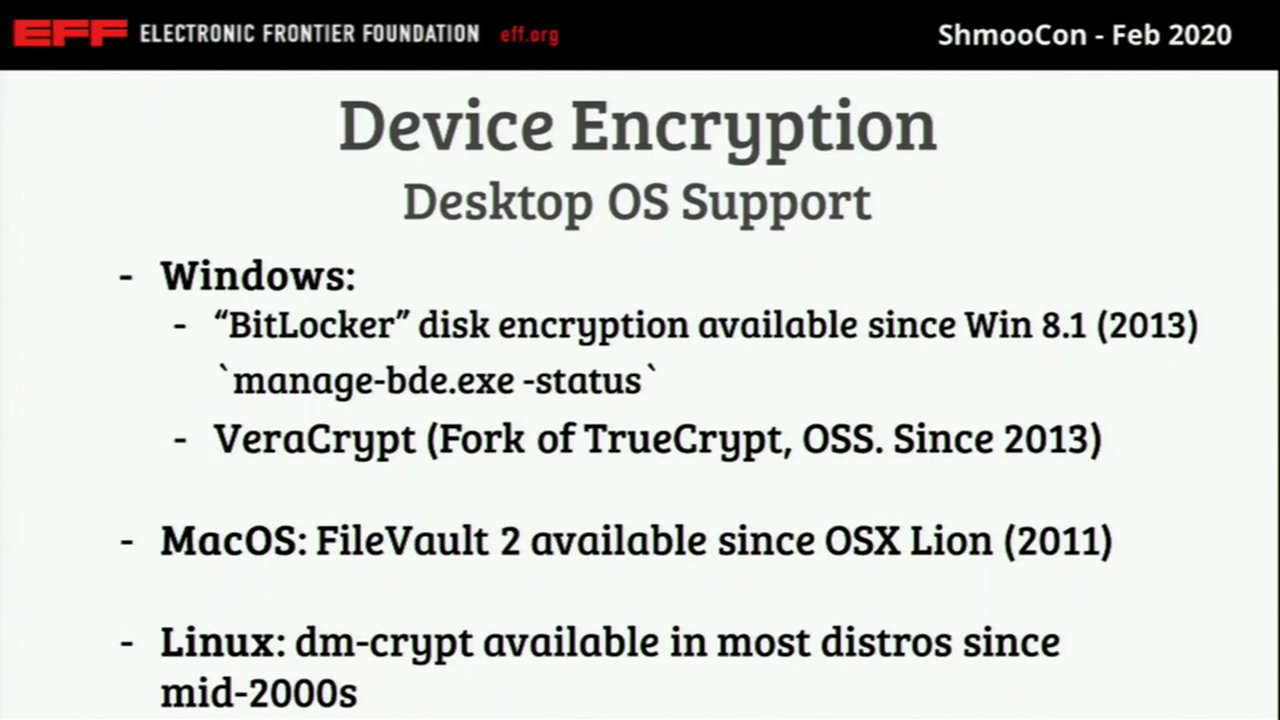 EFF ELECTRONIC FRONTIER FOUNDATION eff.org
ShmooCon - Feb 2020
Device Encryption
Desktop OS Support
- Windows:
- “BitLocker” disk encryption available since Win 8.1 (2013)
`manage-bde.exe -status`
- VeraCrypt (Fork of TrueCrypt, OSS. Since 2013)
- MacOS: FileVault 2 available since OSX Lion (2011)
- Linux: dm-crypt available in most distros since
mid-2000s